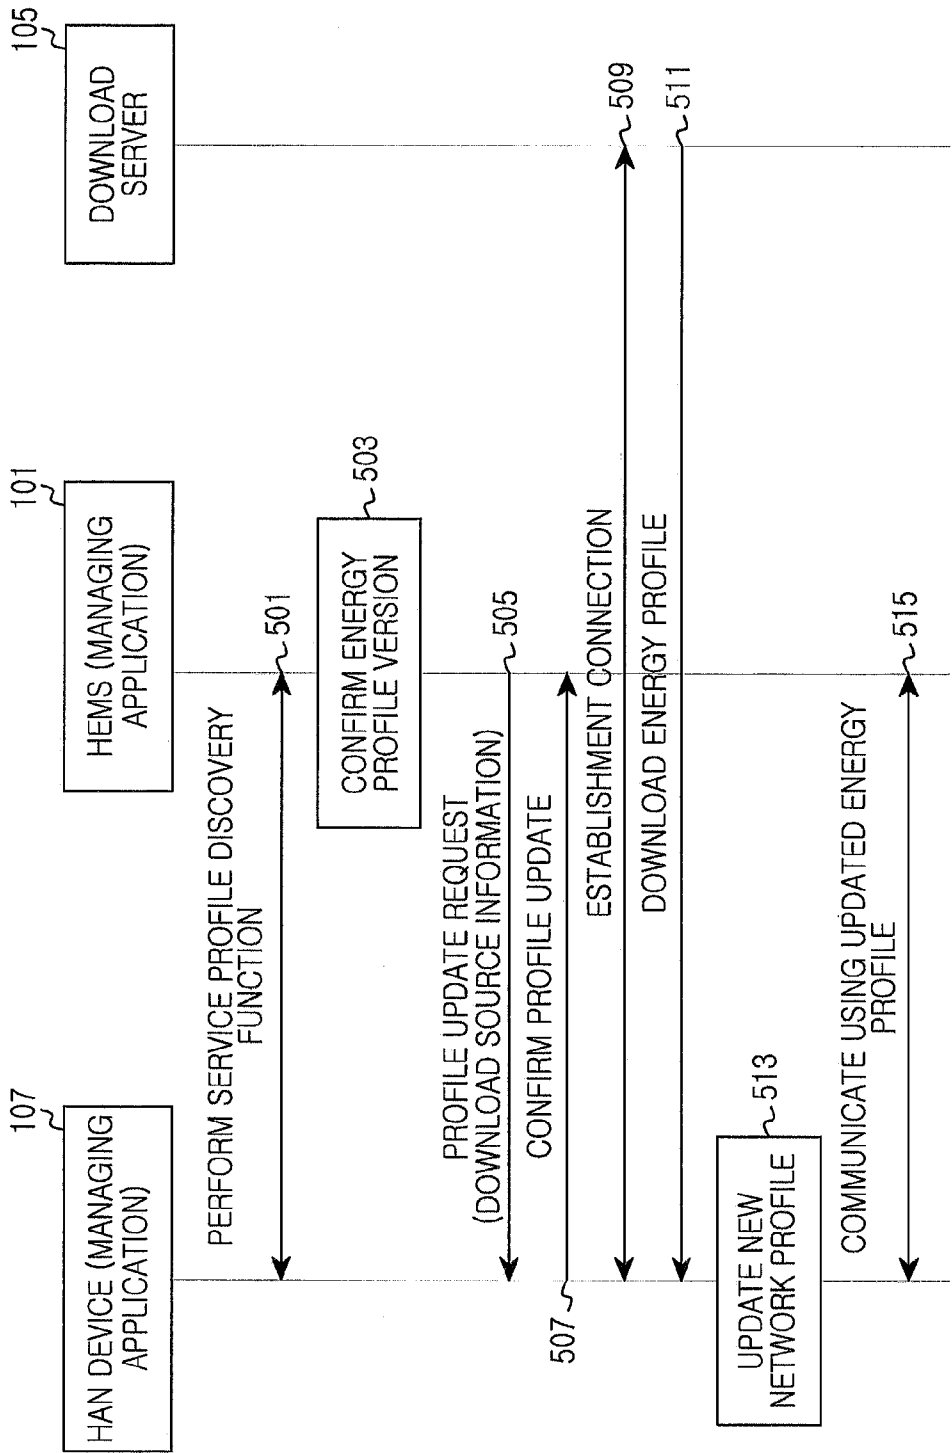 107
HAN DEVICE (MANAGING
APPLICATION)
101
HEMS (MANAGING
APPLICATION)
105
DOWNLOAD
SERVER
PERFORM SERVICE PROFILE DISCOVERY
FUNCTION
501
CONFIRM ENERGY
PROFILE VERSION
503
PROFILE UPDATE REQUEST
(DOWNLOAD SOURCE INFORMATION)
505
CONFIRM PROFILE UPDATE
507
ESTABLISHMENT CONNECTION
509
DOWNLOAD ENERGY PROFILE
511
UPDATE NEW
NETWORK PROFILE
513
COMMUNICATE USING UPDATED ENERGY
PROFILE
515